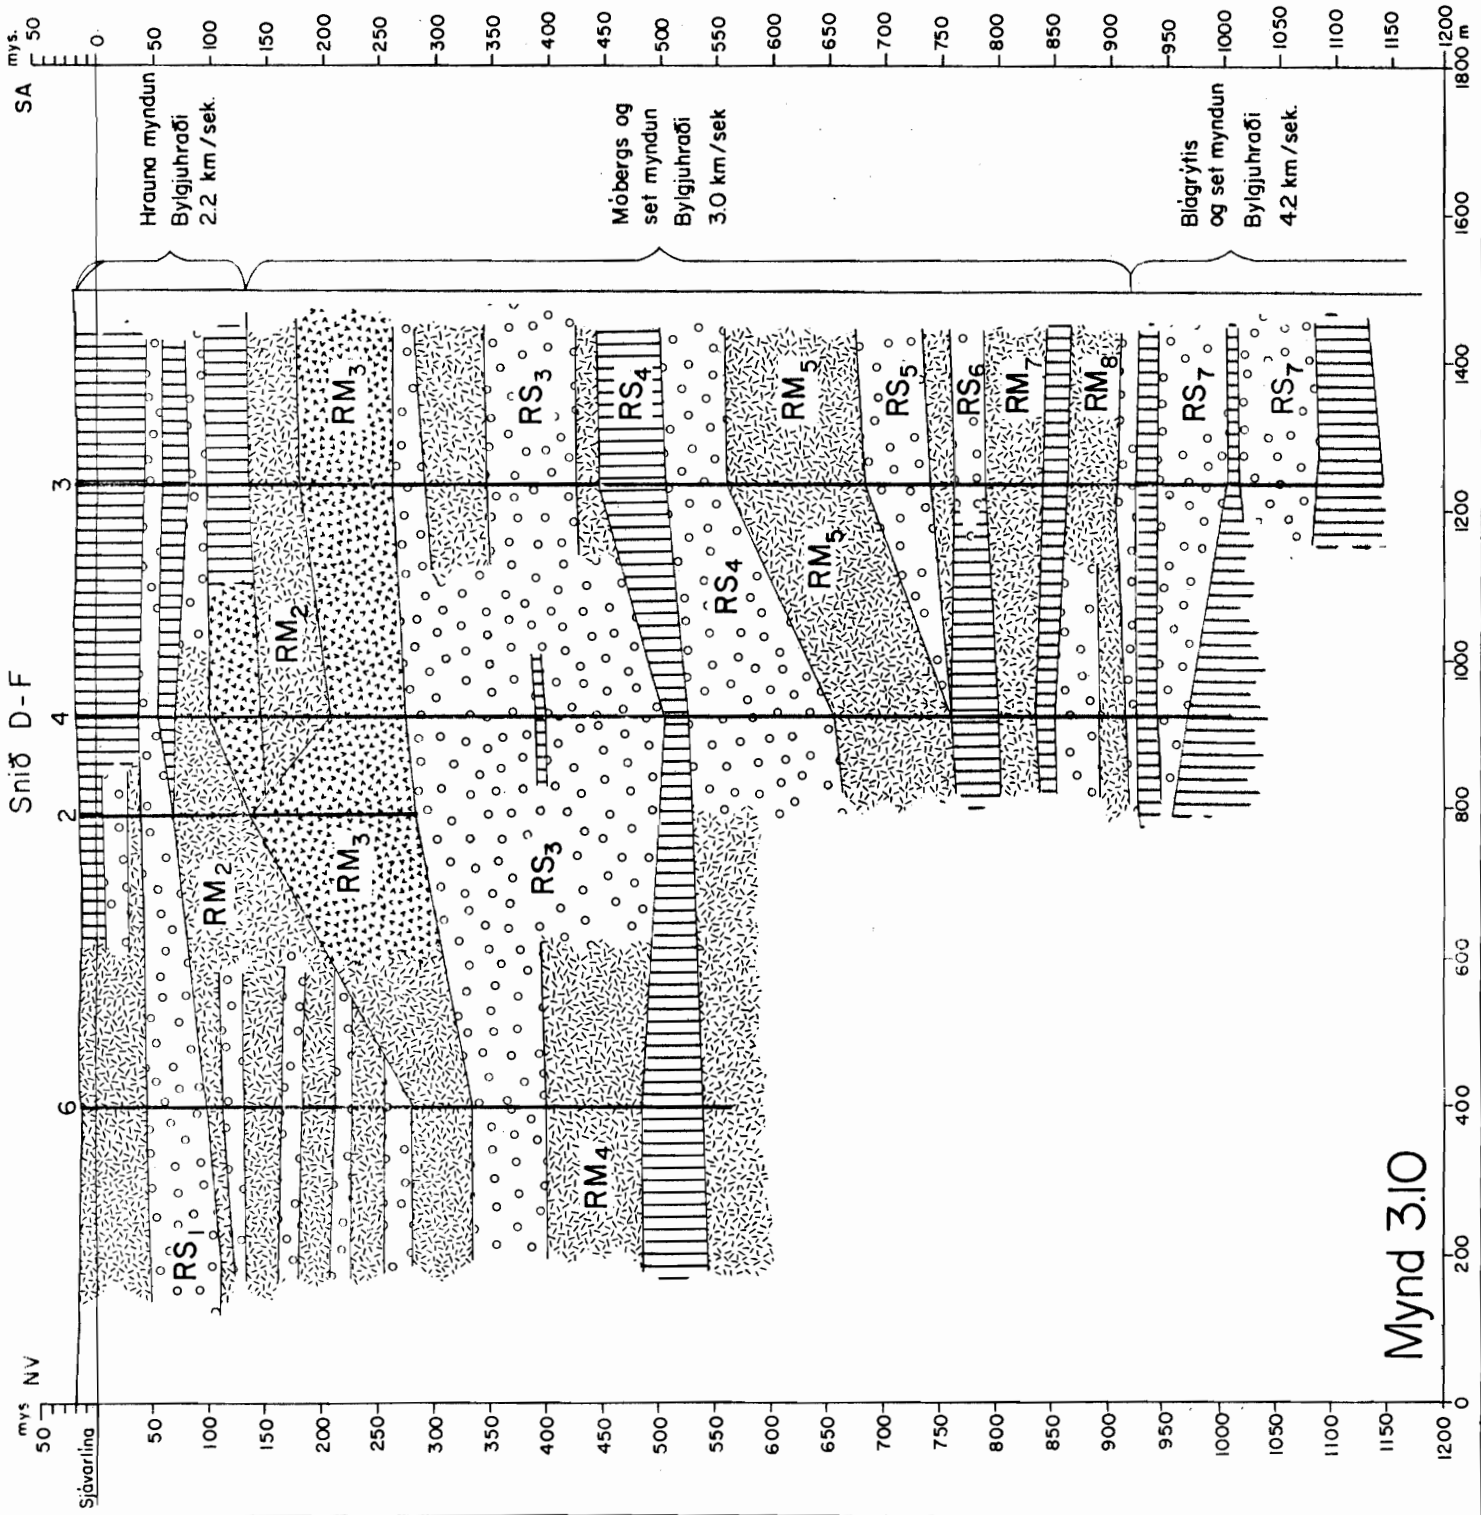 Snið D-F
mys NV
SA mys.
50
50
Sjávarlína
0
50
100
150
200
250
300
350
400
450
500
550
600
650
700
750
800
850
900
950
1000
1050
1100
1150
1200
50
100
150
200
250
300
350
400
450
500
550
600
650
700
750
800
850
900
950
1000
1050
1100
1150
1200
0
200
400
600
800
1000
1200
1400
1600
1800 m
6
2
4
3
Hrauna myndun
Bylgjuhraði
2.2 km/sek.
Móbergs og
set myndun
Bylgjuhraði
3.0 km/sek
Blágrýtis
og set myndun
Bylgjuhraði
4.2 km/sek.
RS1
RM2
RM2
RM3
RM3
RS3
RS3
RM4
RS4
RS4
RM5
RM5
RS5
RS6
RM7
RM8
RS7
RS7
Mynd 3.10